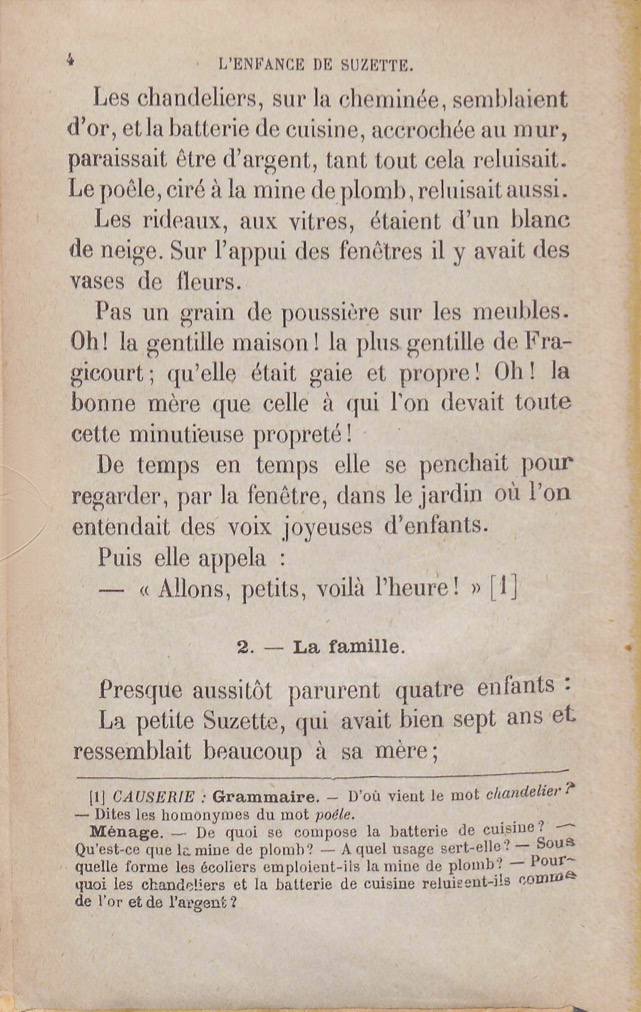 4
L'ENFANCE DE SUZETTE.
Les chandeliers, sur la cheminée, semblaient
d'or, et la batterie de cuisine, accrochée au mur,
paraissait être d'argent, tant tout cela reluisait.
Le poêle, ciré à la mine de plomb, reluisait aussi.
Les rideaux, aux vitres, étaient d'un blanc
de neige. Sur l'appui des fenêtres il y avait des
vases de fleurs.
Pas un grain de poussière sur les meubles.
Oh! la gentille maison! la plus gentille de Fra-
gicourt; qu'elle était gaie et propre! Oh! la
bonne mère que celle à qui l'on devait toute
cette minutieuse propreté!
De temps en temps elle se penchait pour
regarder, par la fenêtre, dans le jardin où l'on
entendait des voix joyeuses d'enfants.
Puis elle appela :
— « Allons, petits, voilà l'heure! » [1]
2. — La famille.
Presque aussitôt parurent quatre enfants :
La petite Suzette, qui avait bien sept ans et
ressemblait beaucoup à sa mère;
[1] CAUSERIE : Grammaire. — D'où vient le mot chandelier?
— Dites les homonymes du mot poêle.
Ménage. — De quoi se compose la batterie de cuisine? —
Qu'est-ce que la mine de plomb? — A quel usage sert-elle? — Sous
quelle forme les écoliers emploient-ils la mine de plomb? — Pour-
quoi les chandeliers et la batterie de cuisine reluisent-ils comme
de l'or et de l'argent?